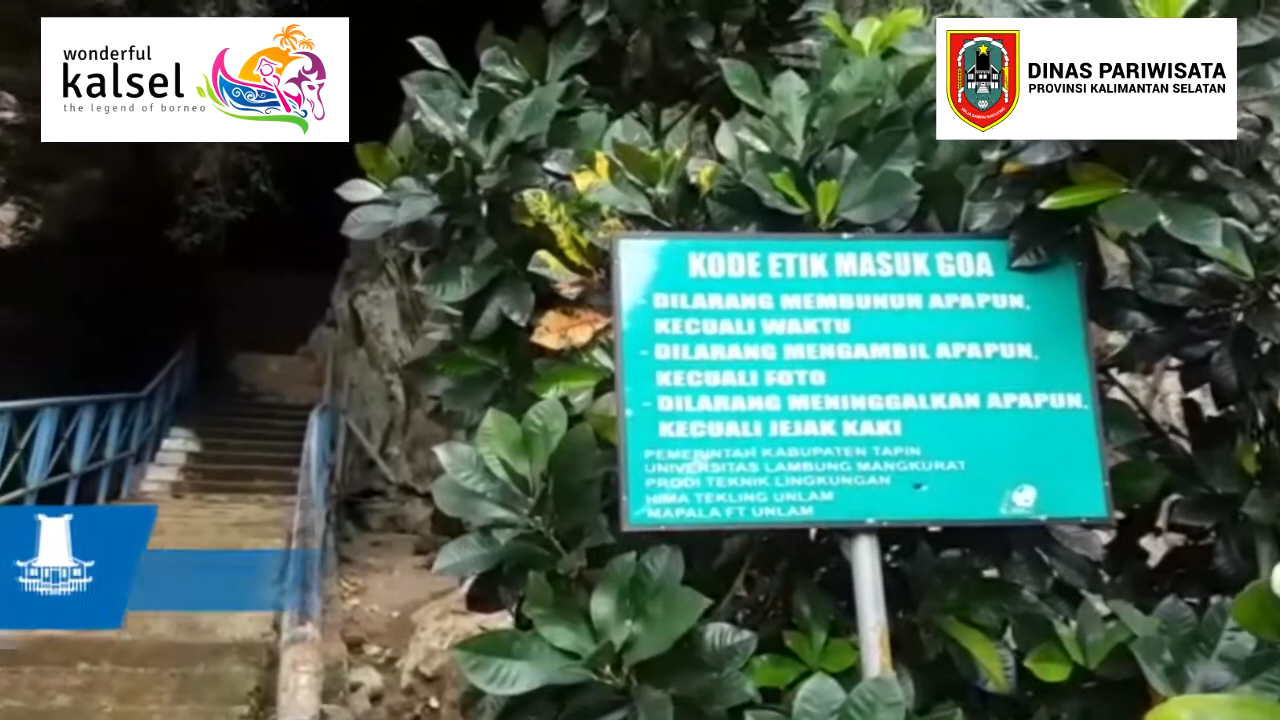 wonderful
kalsel
the legend of borneo
DINAS PARIWISATA
PROVINSI KALIMANTAN SELATAN
KODE ETIK MASUK GOA
- DILARANG MEMBUNUH APAPUN,
KECUALI WAKTU
- DILARANG MENGAMBIL APAPUN,
KECUALI FOTO
- DILARANG MENINGGALKAN APAPUN,
KECUALI JEJAK KAKI
PEMERINTAH KABUPATEN TAPIN
UNIVERSITAS LAMBUNG MANGKURAT
PRODI TEKNIK LINGKUNGAN
HIMA TEKLING UNLAM
MAPALA FT UNLAM